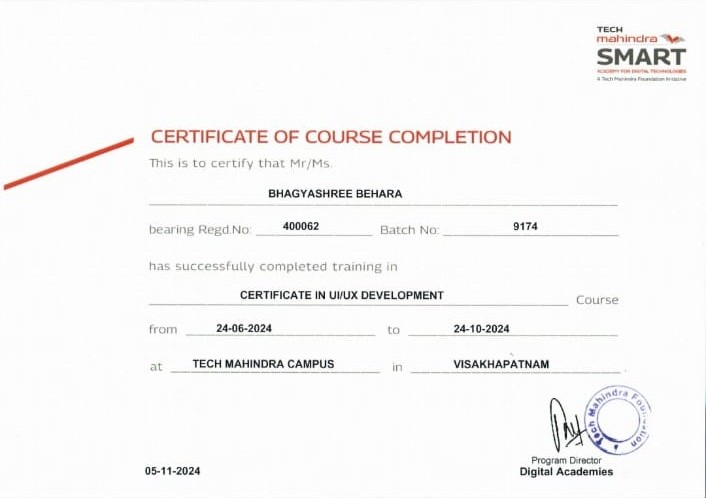 TECH
mahindra
SMART
ACADEMY FOR DIGITAL TECHNOLOGIES
A Tech Mahindra Foundation Initiative
CERTIFICATE OF COURSE COMPLETION
This is to certify that Mr/Ms.
BHAGYASHREE BEHARA
bearing Regd.No: 400062 Batch No: 9174
has successfully completed training in
CERTIFICATE IN UI/UX DEVELOPMENT Course
from 24-06-2024 to 24-10-2024
at TECH MAHINDRA CAMPUS in VISAKHAPATNAM
Tech Mahindra Foundation
Program Director
05-11-2024 Digital Academies